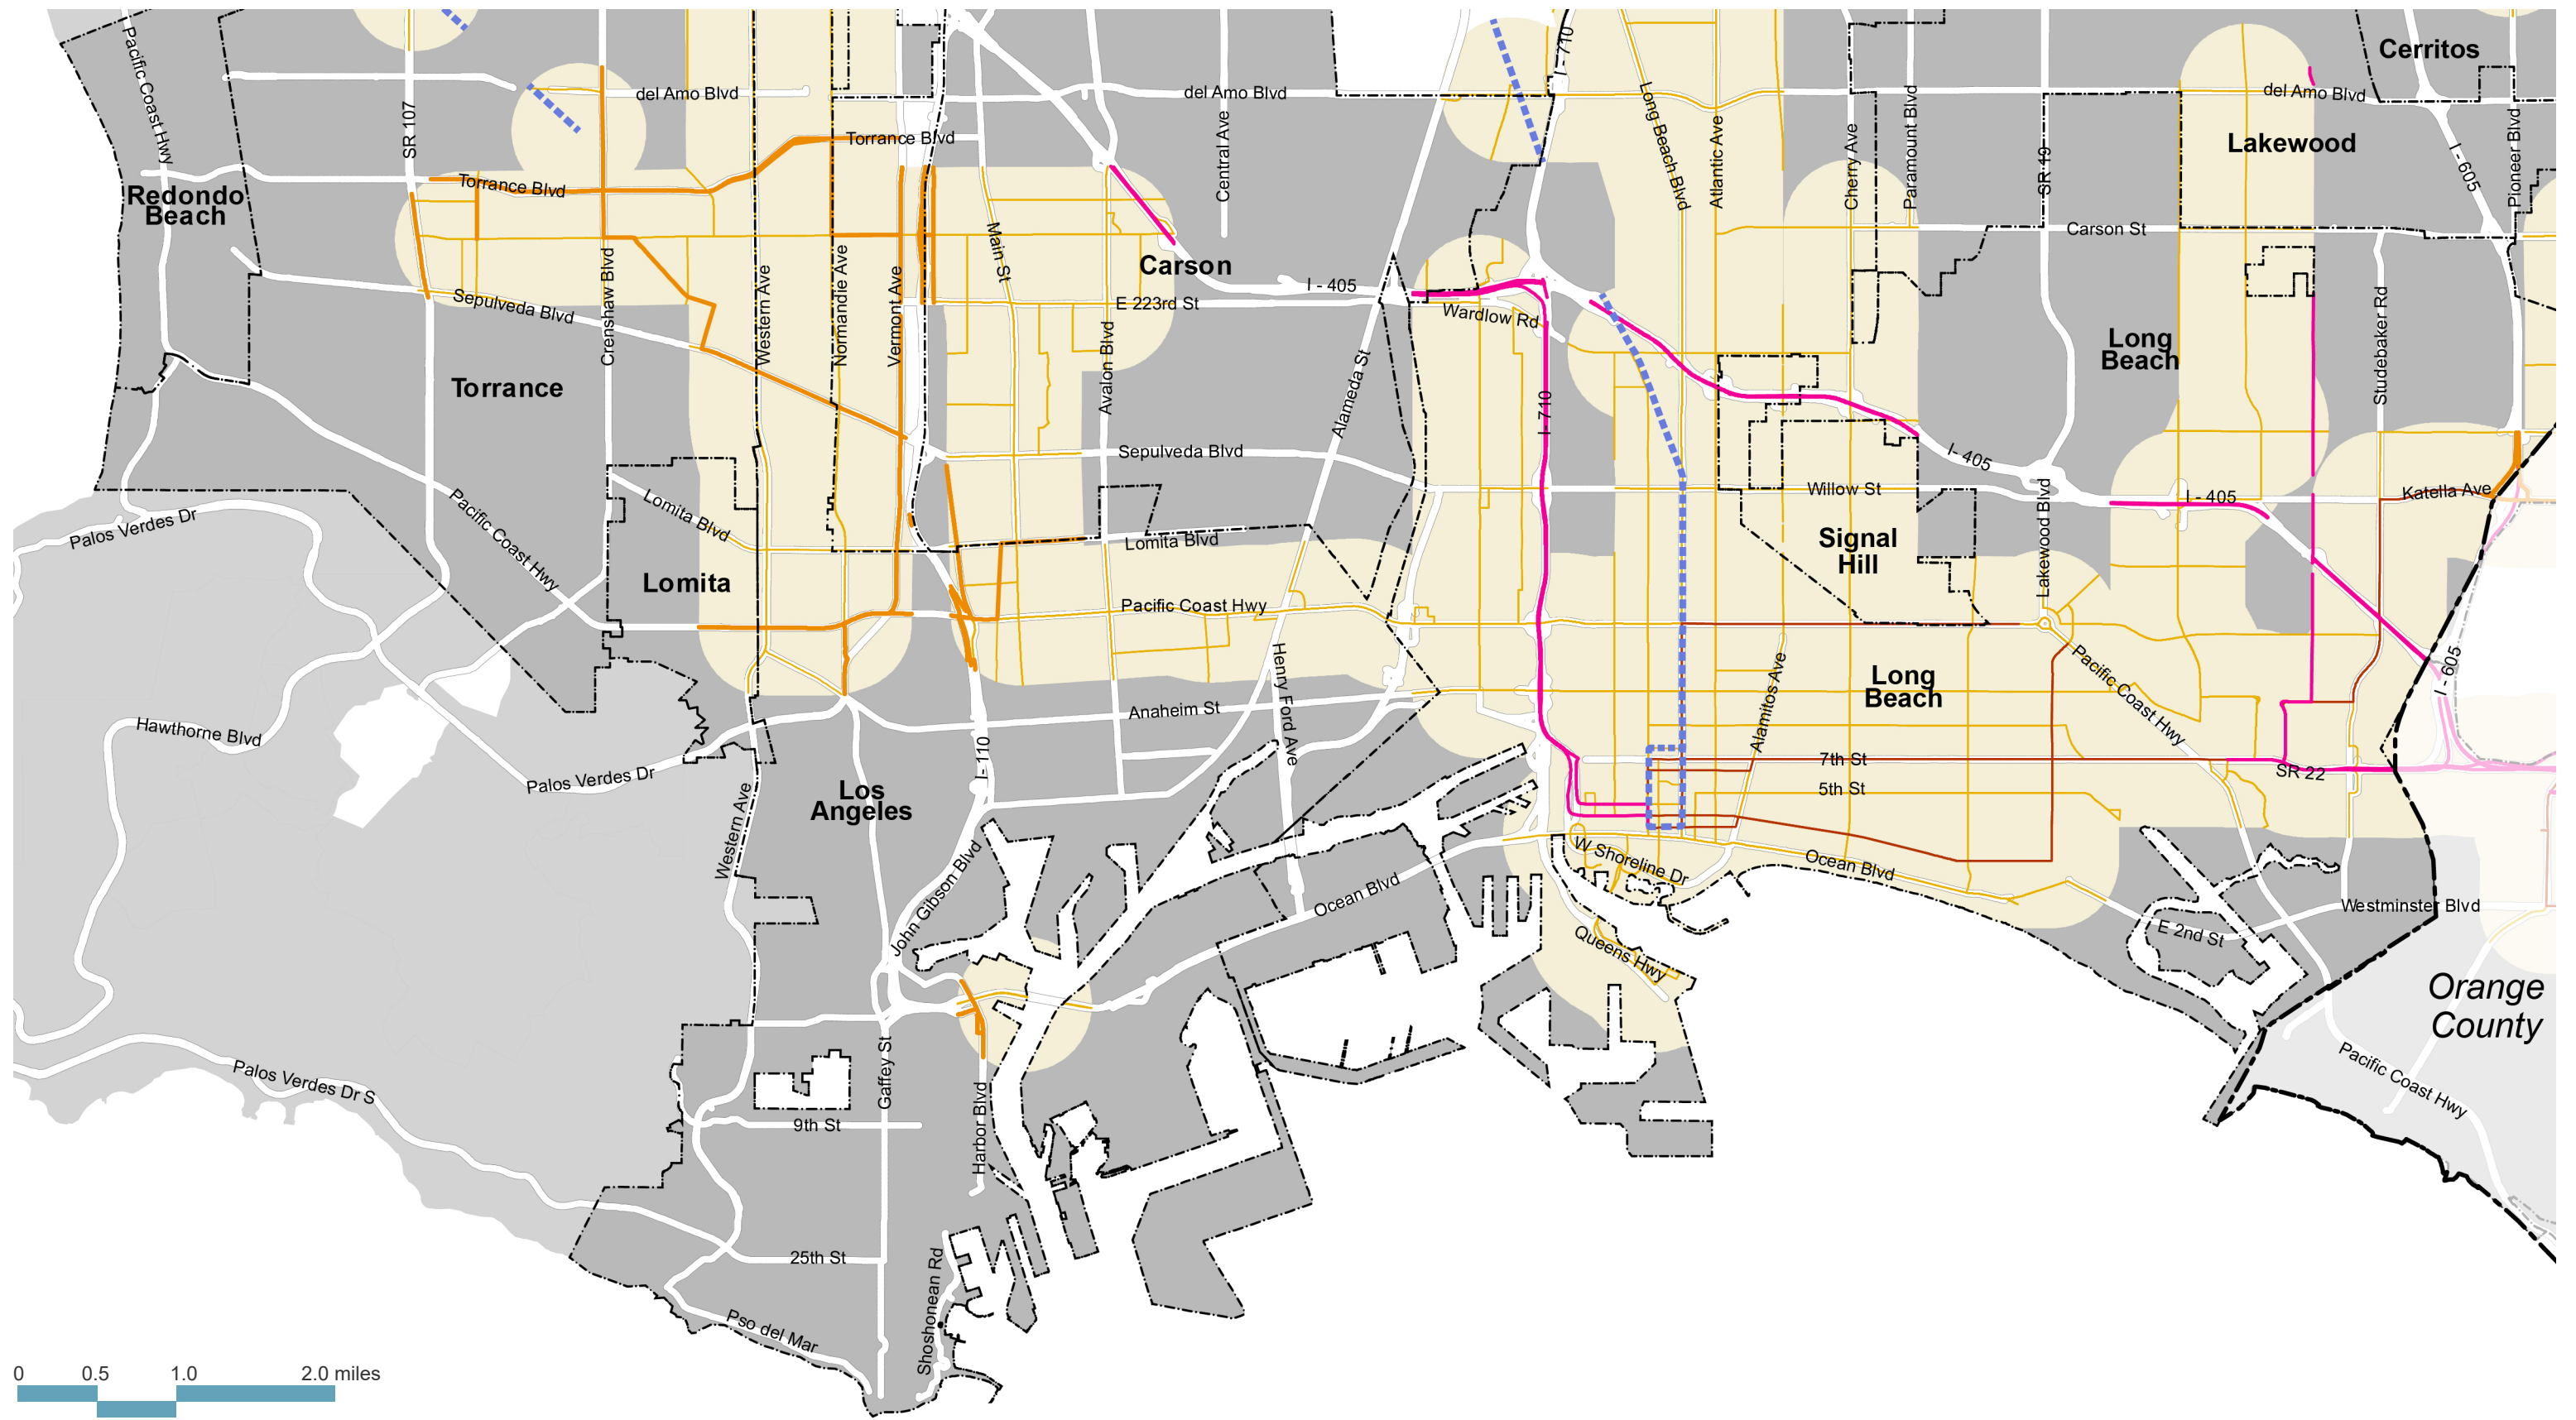 Pacific Coast Hwy
SR 107
del Amo Blvd
Torrance Blvd
del Amo Blvd
Central Ave
I - 710
Long Beach Blvd
Atlantic Ave
Cherry Ave
Paramount Blvd
SR 19
del Amo Blvd
Cerritos
Lakewood
I - 605
Pioneer Blvd
Redondo
Beach
Torrance Blvd
Crenshaw Blvd
Western Ave
Normandie Ave
Vermont Ave
Main St
Carson
Carson St
I - 405
E 223rd St
Sepulveda Blvd
Wardlow Rd
Avalon Blvd
Alameda St
Long
Beach
Studebaker Rd
Torrance
I - 710
Sepulveda Blvd
I - 405
Willow St
I - 405
Katella Ave
Palos Verdes Dr
Pacific Coast Hwy
Lomita Blvd
Lomita Blvd
Signal
Hill
Lakewood Blvd
Lomita
Pacific Coast Hwy
Henry Ford Ave
Alamitos Ave
Long
Beach
Pacific Coast Hwy
I - 605
Hawthorne Blvd
Anaheim St
I - 110
Palos Verdes Dr
7th St
SR 22
5th St
Western Ave
Los
Angeles
John Gibson Blvd
Ocean Blvd
W Shoreline Dr
Ocean Blvd
Westminster Blvd
E 2nd St
Queens Hwy
Orange
County
Palos Verdes Dr S
Gaffey St
Harbor Blvd
9th St
Pacific Coast Hwy
25th St
Shoshonean Rd
Pso del Mar
0 0.5 1.0 2.0 miles